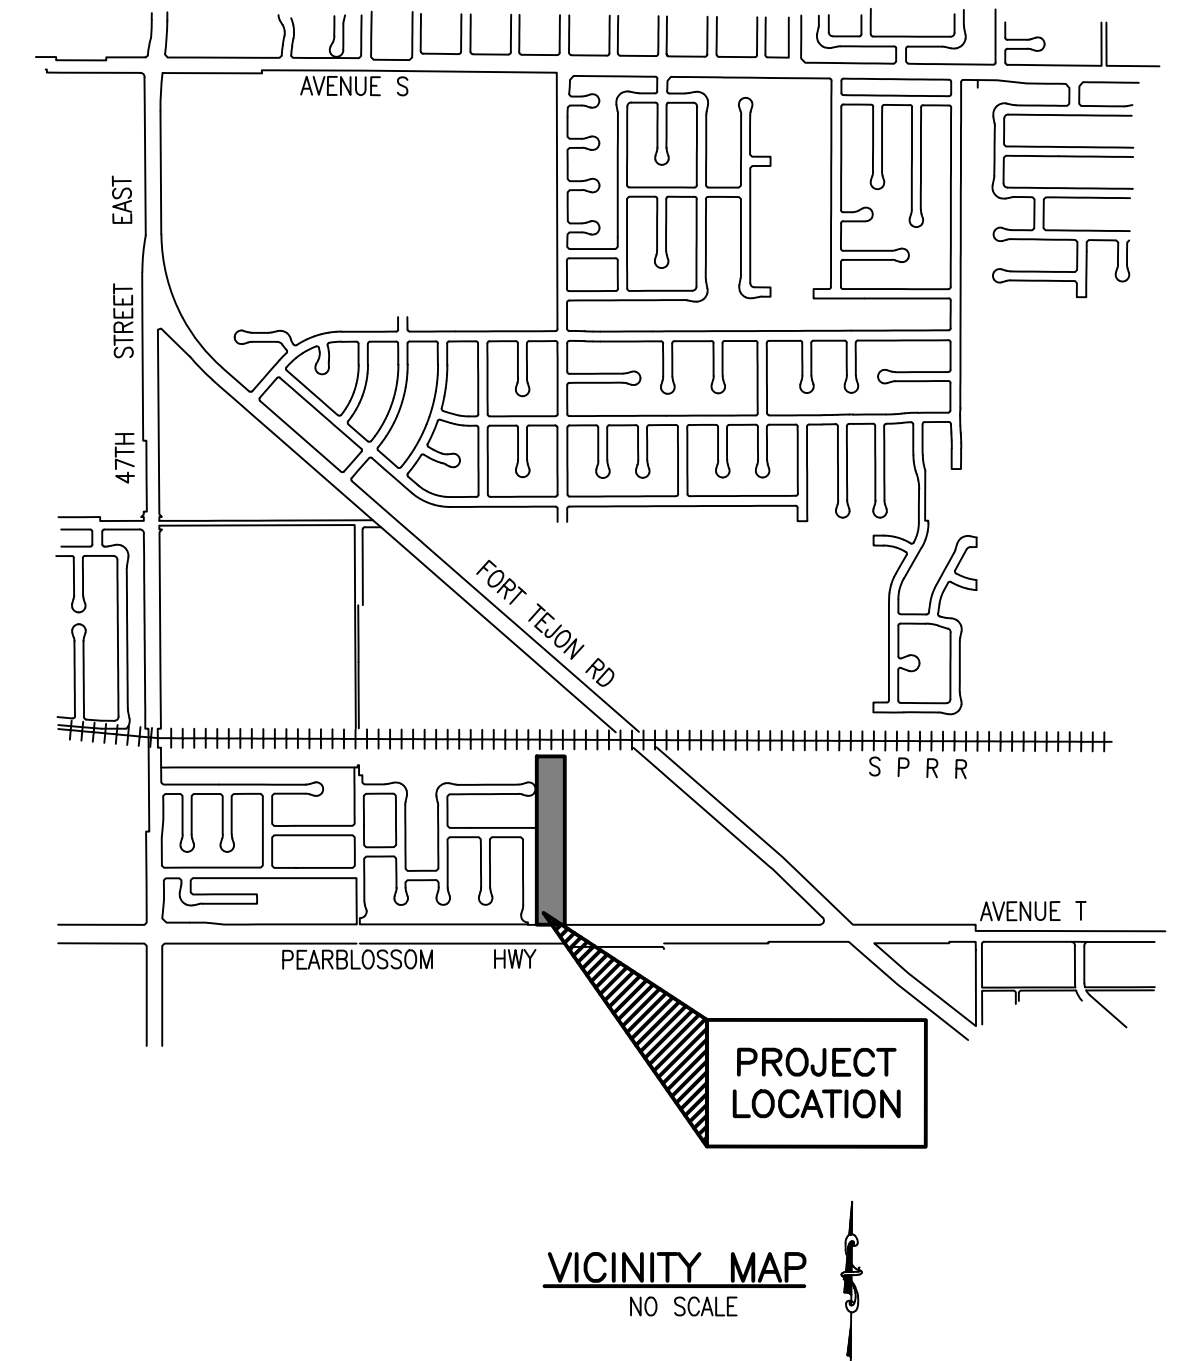 AVENUE S
47TH STREET EAST
FORT TEJON RD
S P R R
AVENUE T
PEARBLOSSOM HWY
PROJECT
LOCATION
VICINITY MAP
NO SCALE